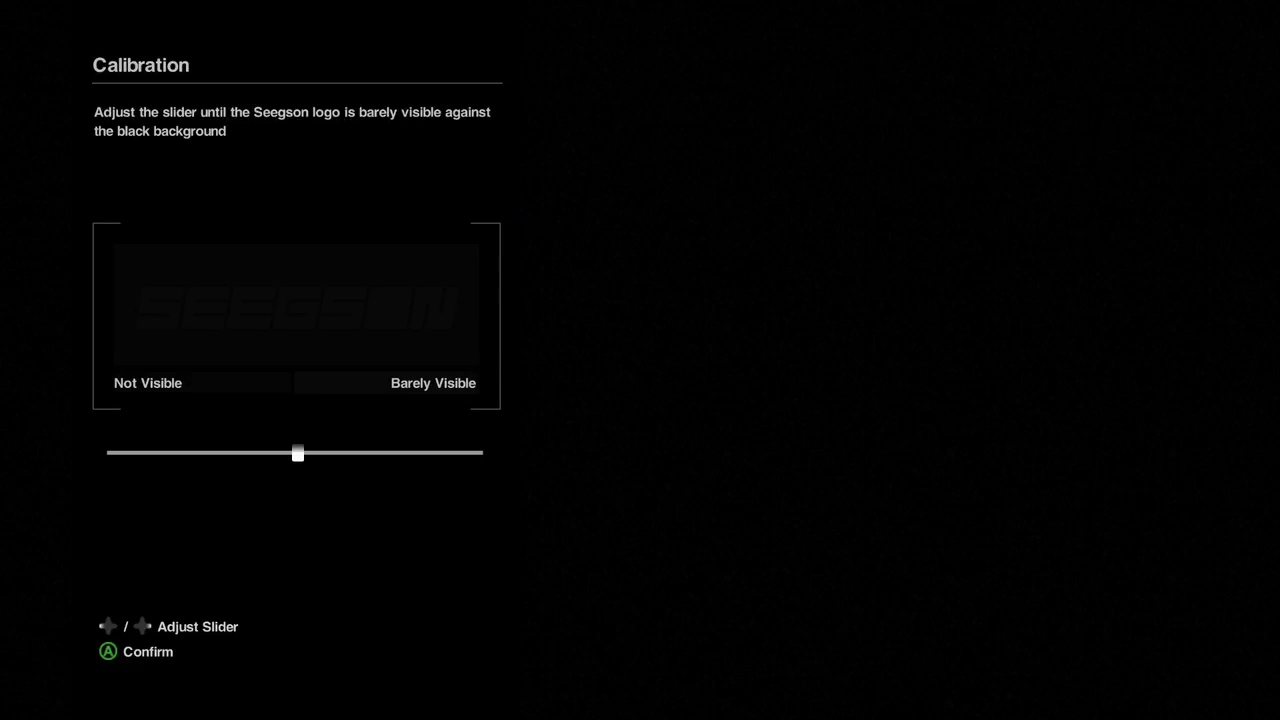 Calibration
Adjust the slider until the Seegson logo is barely visible against
the black background
SEEGSON
Not Visible
Barely Visible
/ Adjust Slider
A Confirm